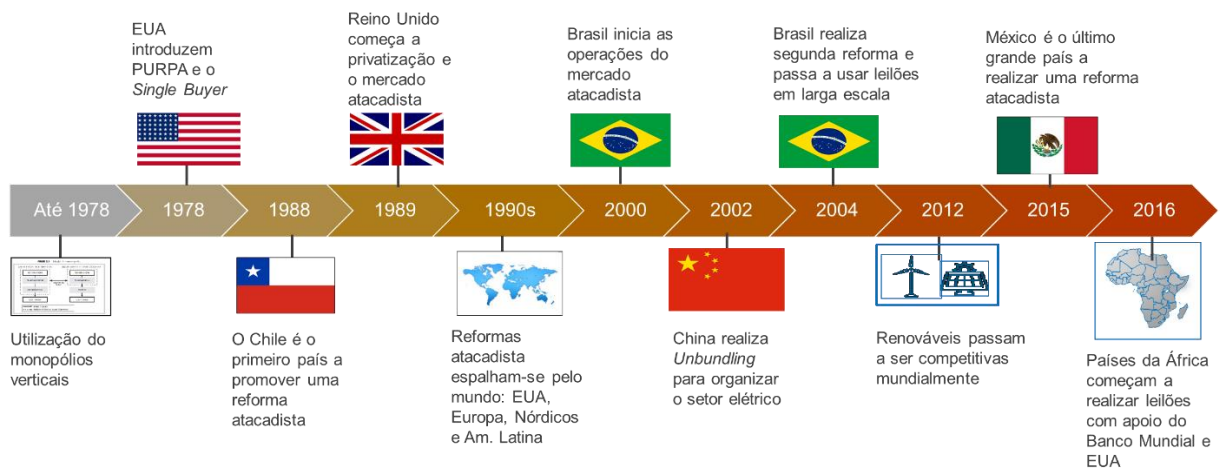 EUA
introduzem
PURPA e o
Single Buyer
Reino Unido
começa a
privatização e
o mercado
atacadista
Brasil inicia as
operações do
mercado
atacadista
Brasil realiza
segunda reforma e
passa a usar leilões
em larga escala
México é o último
grande país a
realizar uma reforma
atacadista
Até 1978
1978
1988
1989
1990s
2000
2002
2004
2012
2015
2016
Utilização do
monopólios
verticais
O Chile é o
primeiro país a
promover uma
reforma
atacadista
Reformas
atacadista
espalham-se pelo
mundo: EUA,
Europa, Nórdicos
e Am. Latina
China realiza
Unbundling
para organizar
o setor elétrico
Renováveis passam
a ser competitivas
mundialmente
Países da África
começam a
realizar leilões
com apoio do
Banco Mundial e
EUA